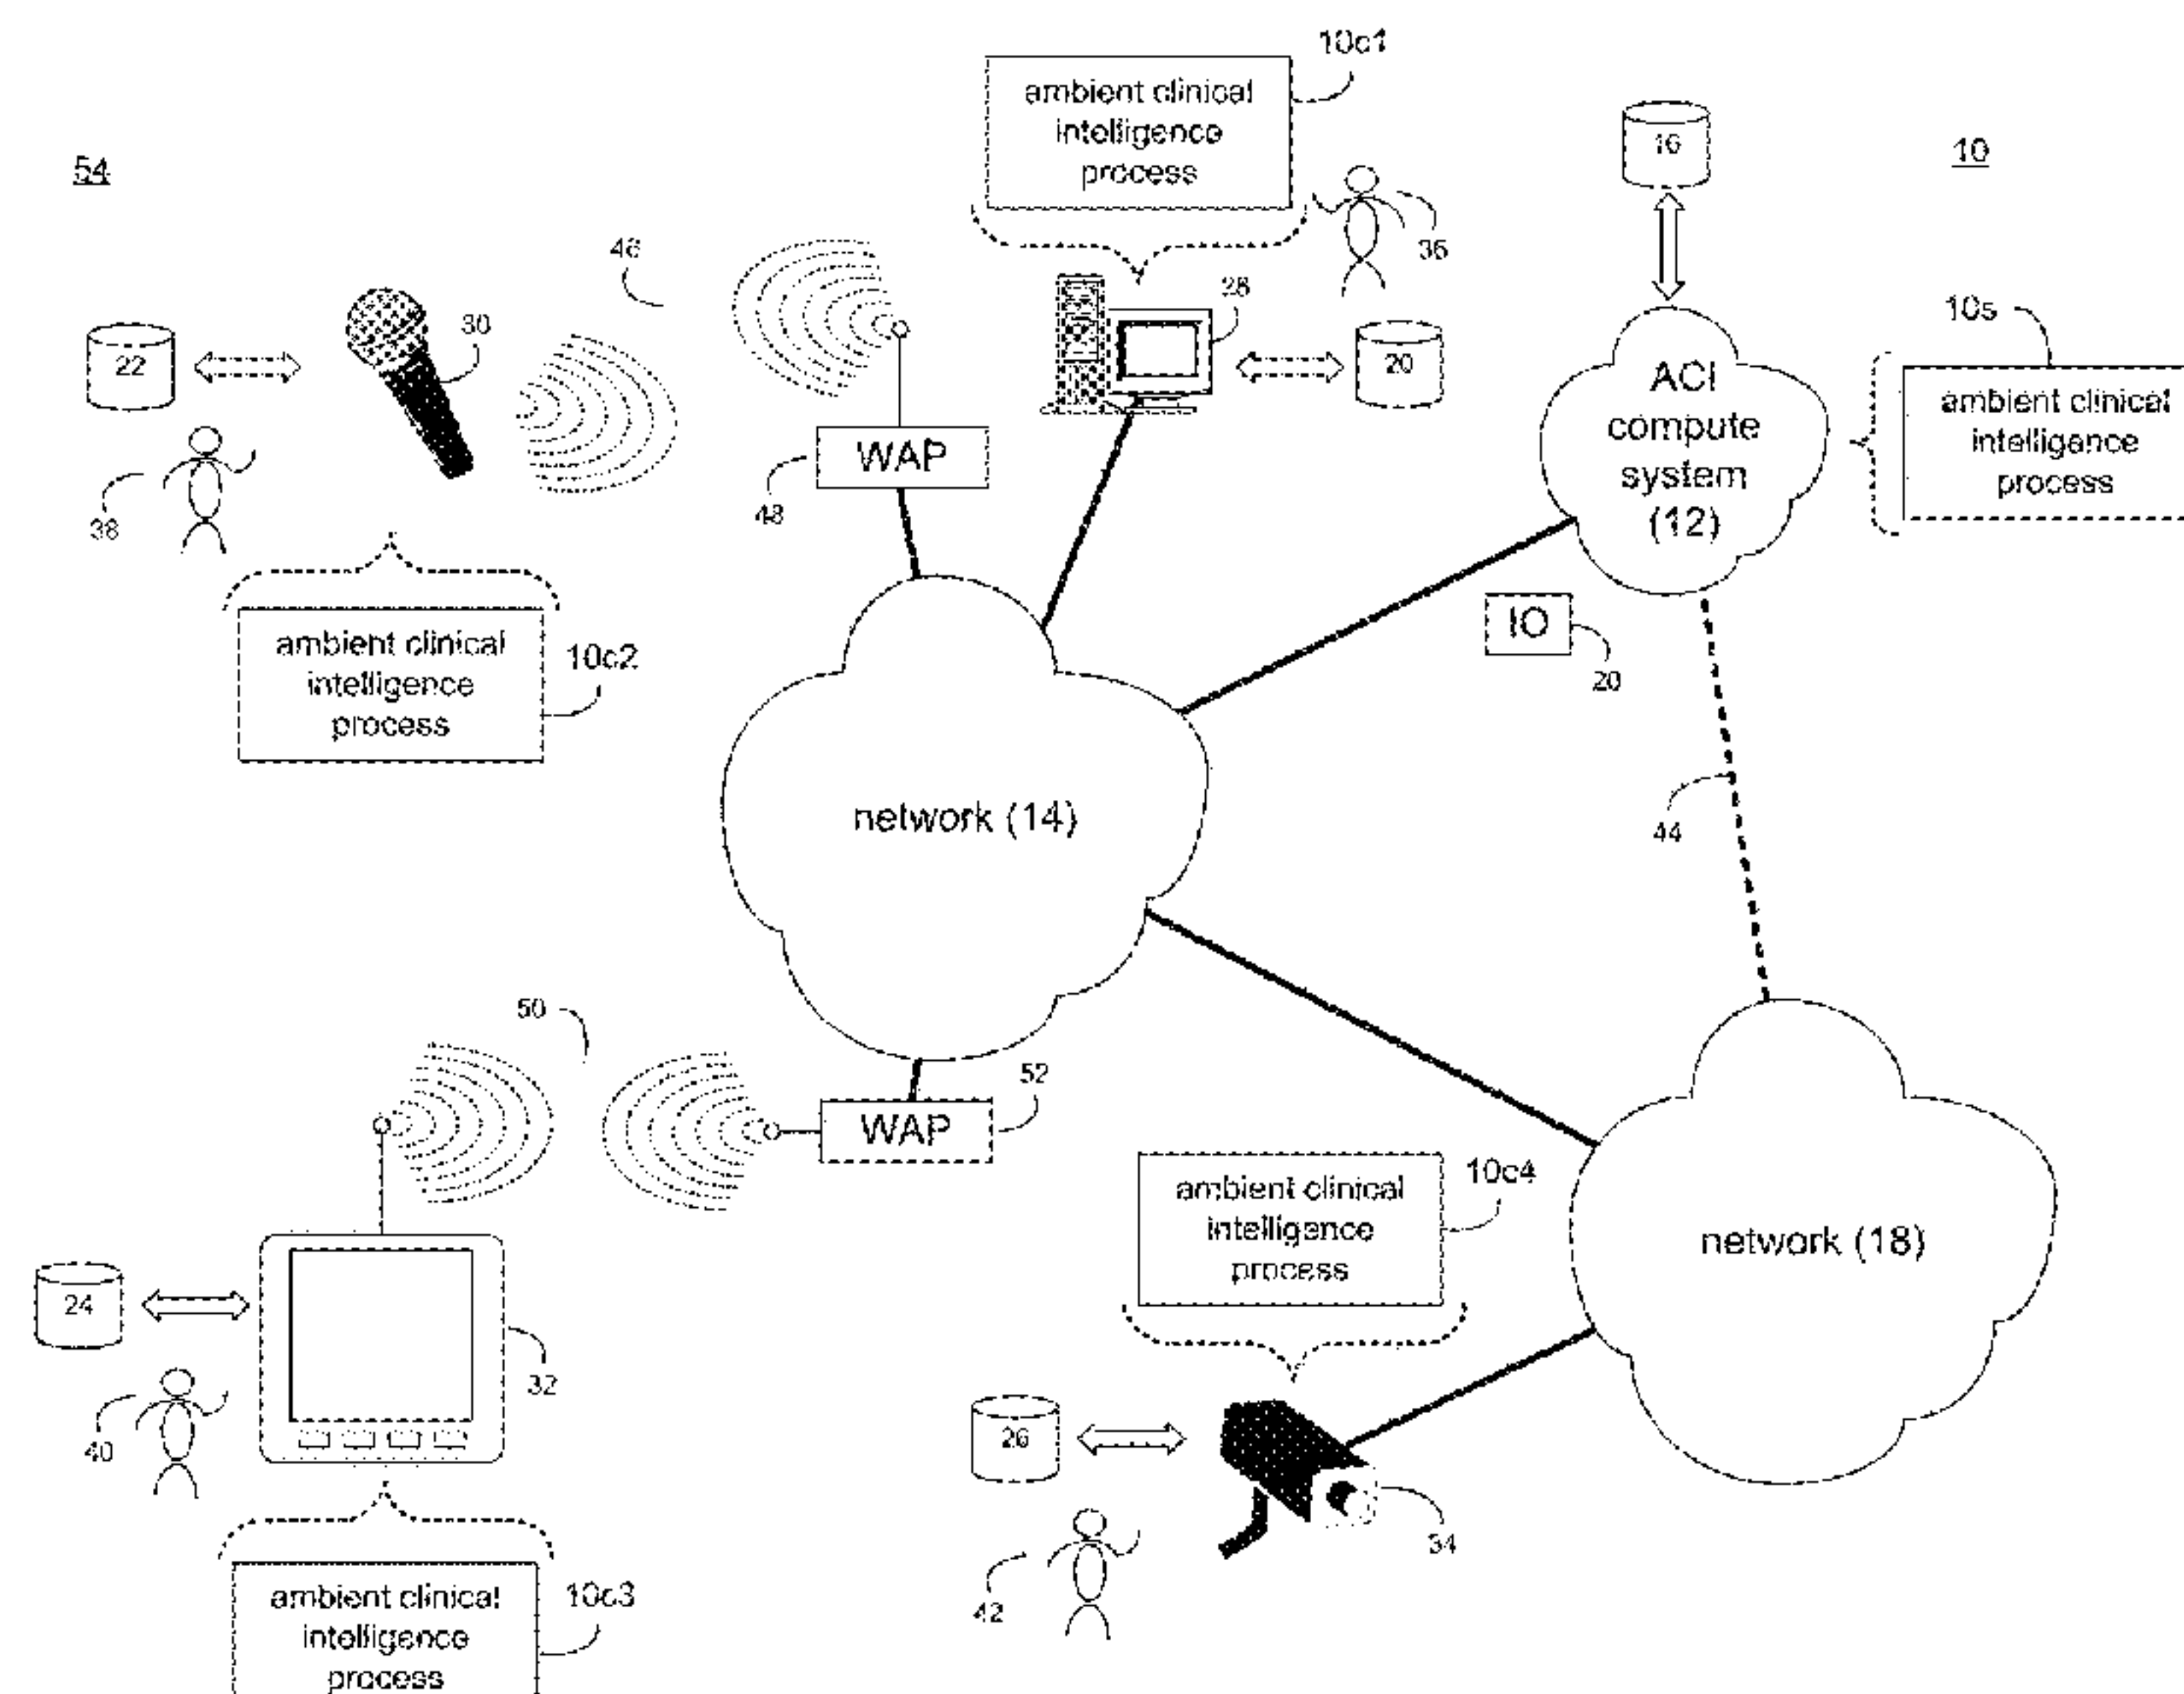 10c1
ambient clinical
intelligence
process
16
10
54
36
46
28
10s
30
22
20
ACI
compute
system
(12)
ambient clinical
intelligence
process
WAP
48
38
IO
20
ambient clinical
intelligence
process
10c2
network (14)
44
50
52
WAP
10c4
ambient clinical
intelligence
process
network (18)
24
32
40
26
34
42
10c3
ambient clinical
intelligence
process